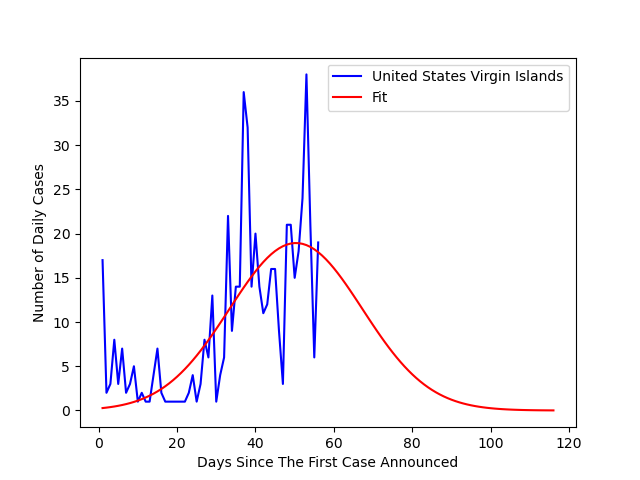 United States Virgin Islands
Fit
35
30
25
20
15
10
5
0
Number of Daily Cases
0 20 40 60 80 100 120
Days Since The First Case Announced